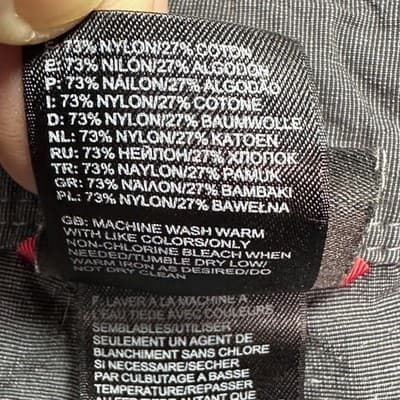 F: 73% NYLON/27% COTON
E: 73% NILÓN/27% ALGODÓN
P: 73% NÁILON/27% ALGODÃO
I: 73% NYLON/27% COTONE
D: 73% NYLON/27% BAUMWOLLE
NL: 73% NYLON/27% KATOEN
RU: 73% НЕЙЛОН/27% ХЛОПОК
TR: 73% NAYLON/27% PAMUK
GR: 73% ΝΑΪΛΟΝ/27% ΒΑΜΒΑΚΙ
PL: 73% NYLON/27% BAWEŁNA
GB: MACHINE WASH WARM
WITH LIKE COLORS/ONLY
NON-CHLORINE BLEACH WHEN
NEEDED/TUMBLE DRY LOW/
WARM IRON AS DESIRED/DO
NOT DRY CLEAN
F: LAVER A LA MACHINE A
L'EAU TIEDE AVEC COULEURS
SEMBLABLES/UTILISER
SEULEMENT UN AGENT DE
BLANCHIMENT SANS CHLORE
SI NECESSAIRE/SECHER
PAR CULBUTAGE A BASSE
TEMPERATURE/REPASSER